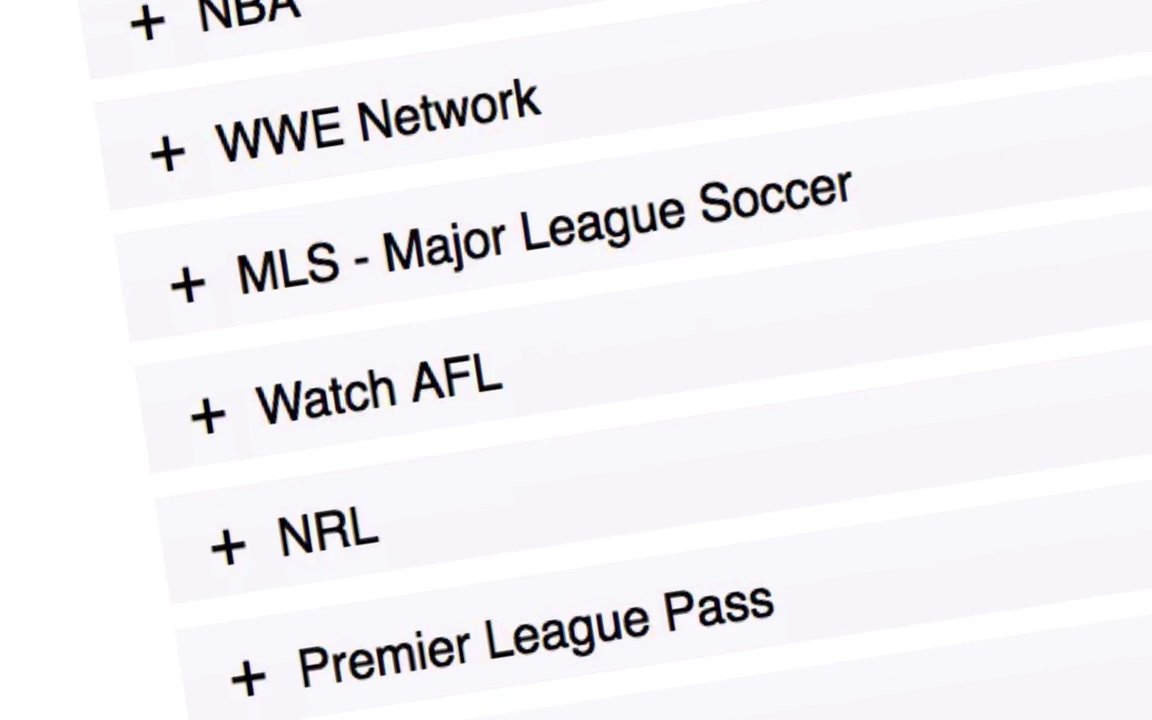 + NBA
+ WWE Network
+ MLS - Major League Soccer
+ Watch AFL
+ NRL
+ Premier League Pass